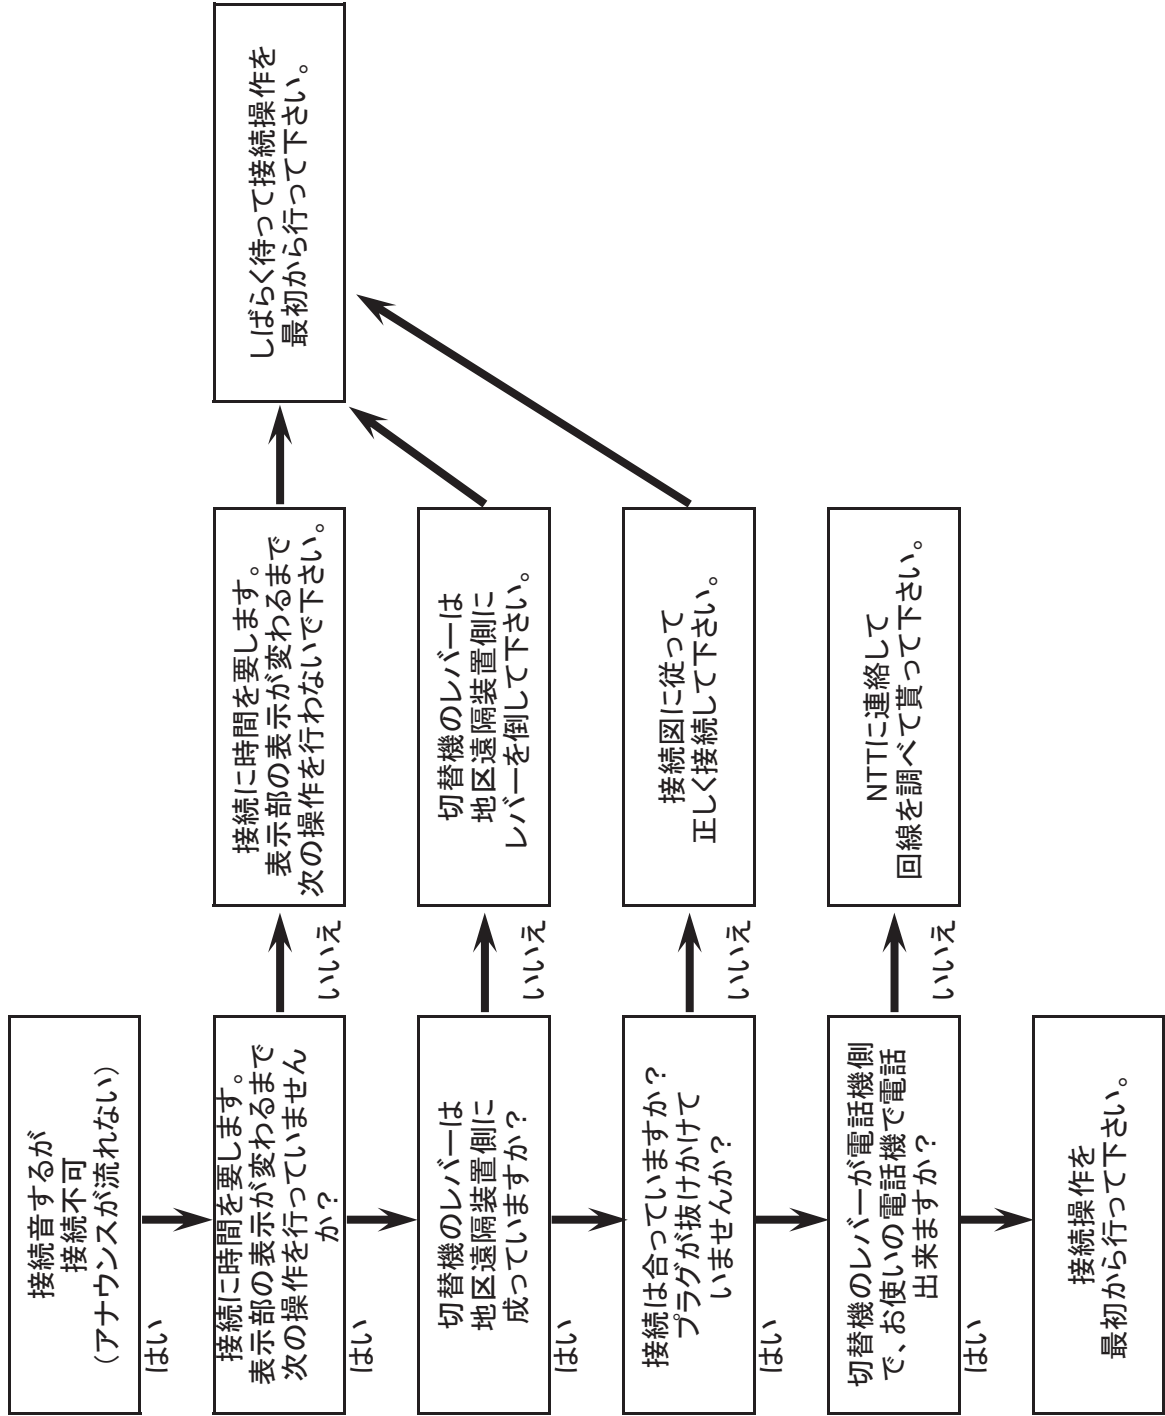 接続音するが
接続不可
（アナウンスが流れない）
はい
接続に時間を要します。
表示部の表示が変わるまで
次の操作を行っていません
か？
いいえ
接続に時間を要します。
表示部の表示が変わるまで
次の操作を行わないで下さい。
しばらく待って接続操作を
最初から行って下さい。
はい
切替機のレバーは
地区遠隔装置側に
成っていますか？
いいえ
切替機のレバーは
地区遠隔装置側に
レバーを倒して下さい。
はい
接続は合っていますか？
プラグが抜けかけて
いませんか？
いいえ
接続図に従って
正しく接続して下さい。
はい
切替機のレバーが電話機側
で、お使いの電話機で電話
出来ますか？
いいえ
NTTに連絡して
回線を調べて貰って下さい。
はい
接続操作を
最初から行って下さい。